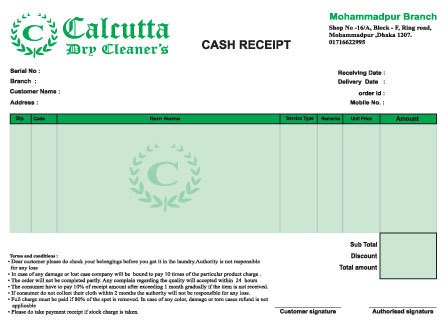 Calcutta
Dry Cleaner's
CASH RECEIPT
Mohammadpur Branch
Shop No -16/A, Block - F, Ring road,
Mohammadpur ,Dhaka 1207.
01716622995
Serial No :
Branch :
Customer Name :
Address :
Receiving Date :
Delivery Date :
order id :
Mobile No. :
Qty. Code Item Name Service Type Remarks Unit Price Amount
Sub Total
Discount
Total amount
Terms and conditions :
• Dear customer please do check your belongings before you get it in the laundry.Authority is not responsible
for any loss
• In case of any damage or lost case company will be bound to pay 10 times of the particular product charge .
• The order will be completed partly. Any complain regarding the quality will accepted within 24 hours
• The consumer have to pay 10% of receipt amount after exceeding 1 month gradually if the item is not received.
• If consumer do not collect their cloth within 2 months the authority will not be responsible for any loss.
• Full charge must be paid if 80% of the spot is removed. In case of any color, damage or torn cases refund is not
applicable
• Please do take payment receipt if stock charge is taken.
Customer signature
Authorised signature